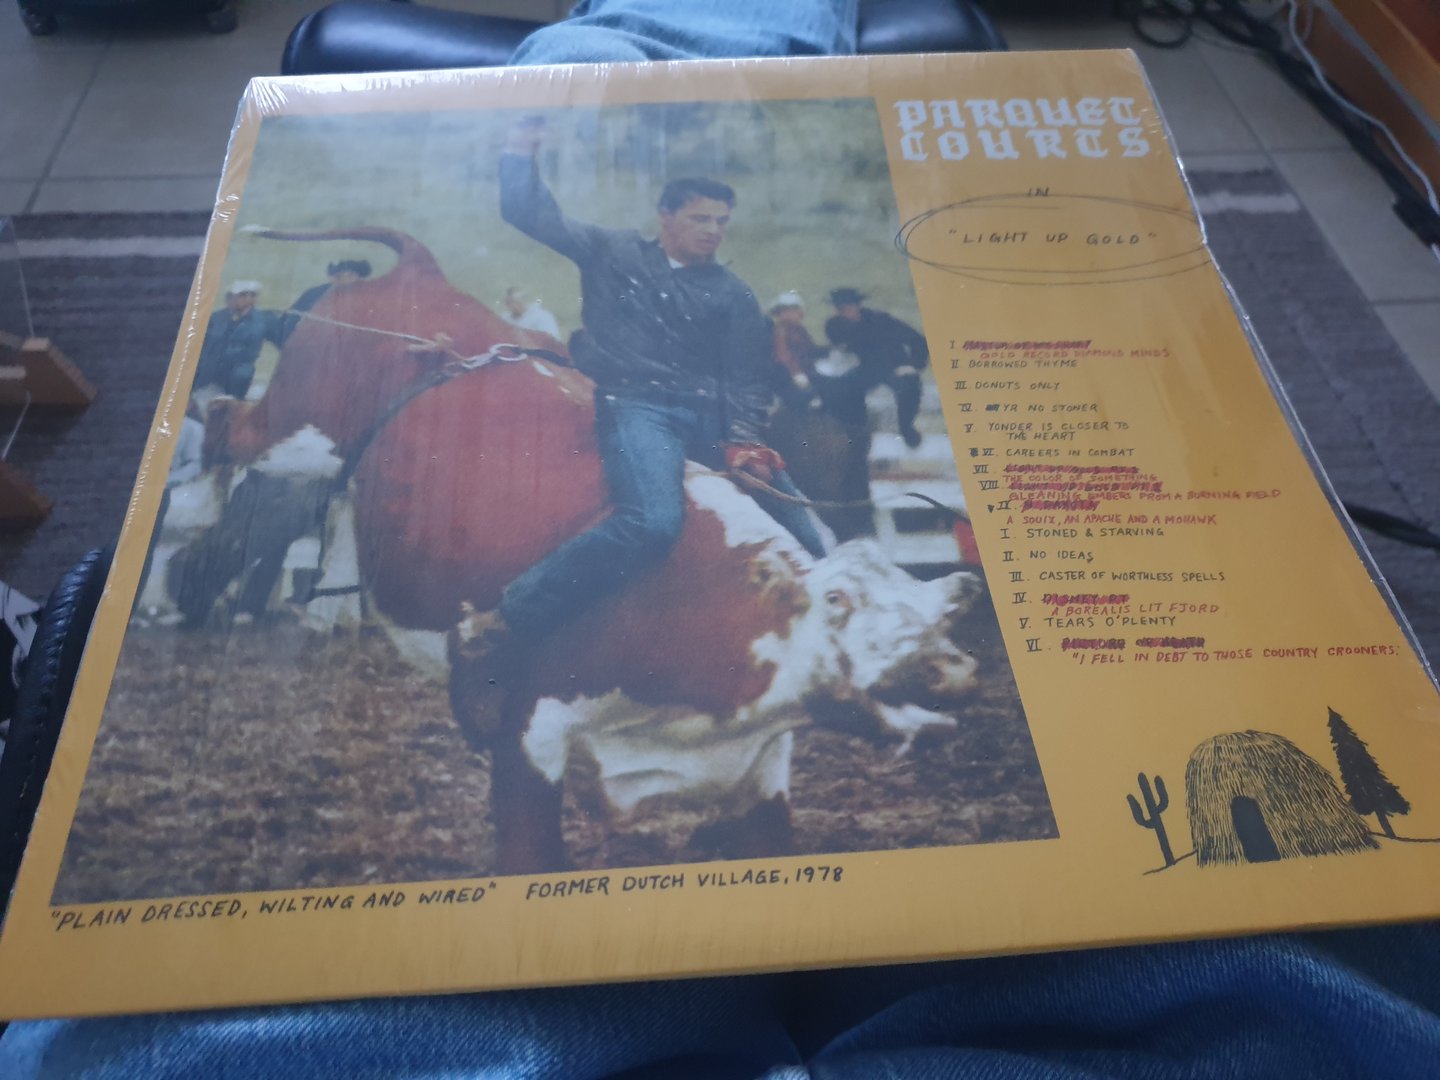 PARQUET
COURTS
IN
"LIGHT UP GOLD"
I
GOLD RECORD DIAMOND MINDS
II BORROWED THYME
III. DONUTS ONLY
IV. YR NO STONER
V. YONDER IS CLOSER TO
THE HEART
VI. CAREERS IN COMBAT
VII
THE COLOR OF SOMETHING
VIII.
GLEANING EMBERS FROM A BURNING FIELD
IX.
A SOUIX, AN APACHE AND A MOHAWK
I. STONED & STARVING
II. NO IDEAS
III. CASTER OF WORTHLESS SPELLS
IV.
A BOREALIS LIT FJORD
V. TEARS O'PLENTY
VI.
"I FELL IN DEBT TO THOSE COUNTRY CROONERS."
"PLAIN DRESSED, WILTING AND WIRED" FORMER DUTCH VILLAGE, 1978